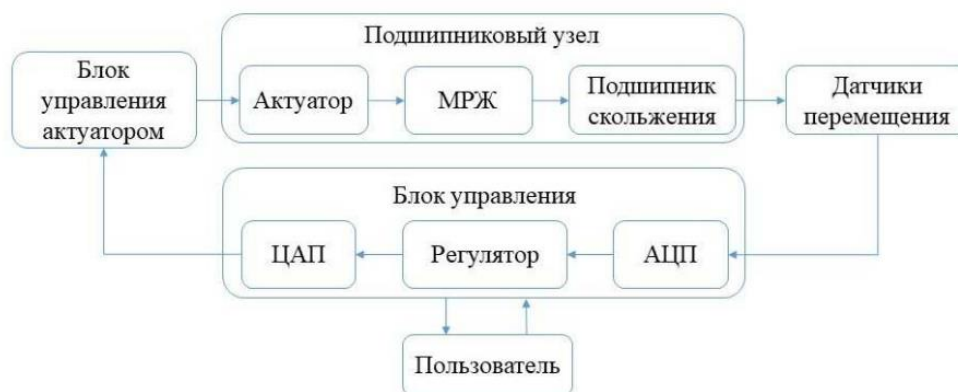 Подшипниковый узел
Блок
управления
актуатором
Актуатор
МРЖ
Подшипник
скольжения
Датчики
перемещения
Блок управления
ЦАП
Регулятор
АЦП
Пользователь